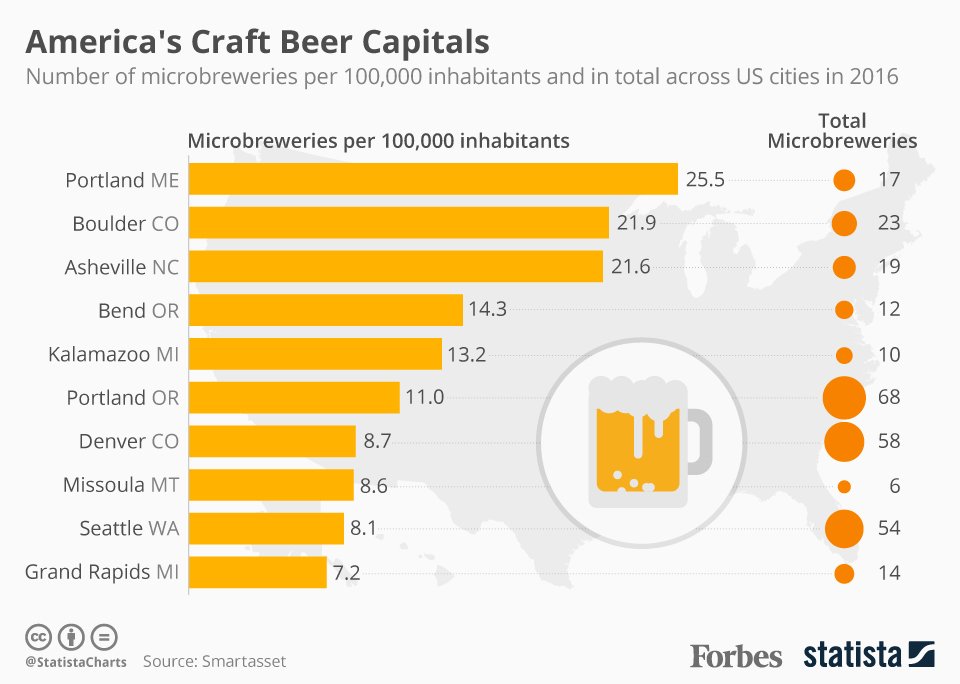 America's Craft Beer Capitals
Number of microbreweries per 100,000 inhabitants and in total across US cities in 2016
Microbreweries per 100,000 inhabitants
Total
Microbreweries
Portland ME 25.5 17
Boulder CO 21.9 23
Asheville NC 21.6 19
Bend OR 14.3 12
Kalamazoo MI 13.2 10
Portland OR 11.0 68
Denver CO 8.7 58
Missoula MT 8.6 6
Seattle WA 8.1 54
Grand Rapids MI 7.2 14
cc
@StatistaCharts Source: Smartasset
Forbes statista